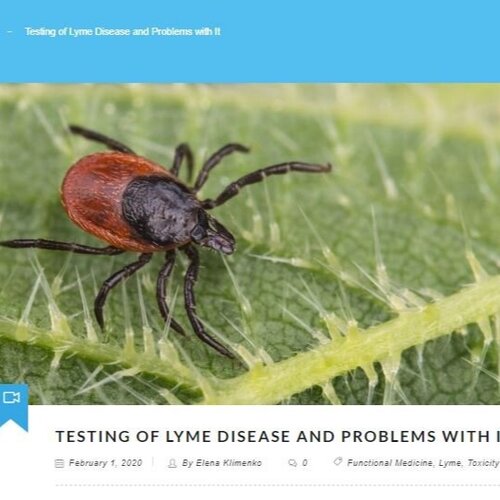 – Testing of Lyme Disease and Problems with It
TESTING OF LYME DISEASE AND PROBLEMS WITH
February 1, 2020 By Elena Klimenko 0 Functional Medicine, Lyme, Toxicity